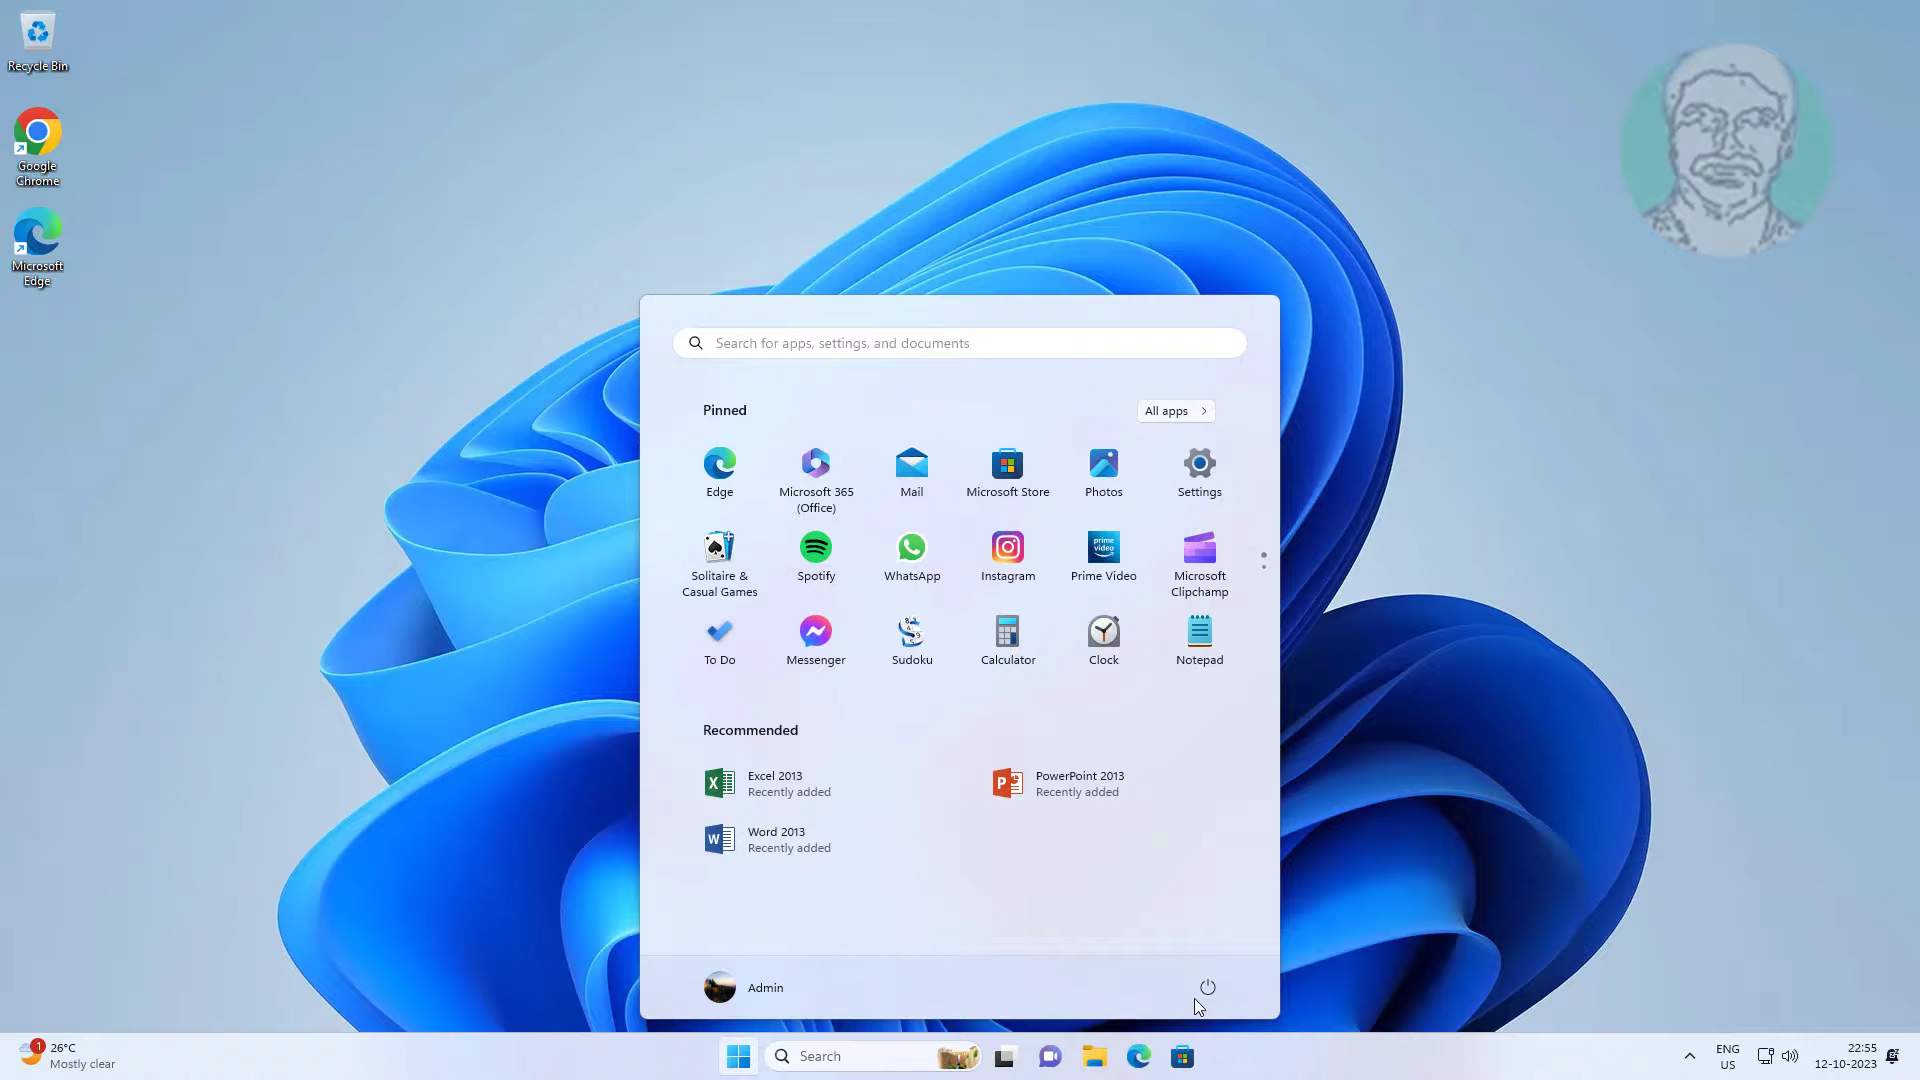 Recycle Bin
Google
Chrome
Microsoft
Edge
Search for apps, settings, and documents
Pinned
All apps
Edge
Microsoft 365
(Office)
Mail
Microsoft Store
Photos
Settings
Solitaire &
Casual Games
Spotify
WhatsApp
Instagram
prime
video
Prime Video
Microsoft
Clipchamp
To Do
Messenger
Sudoku
Calculator
Clock
Notepad
Recommended
Excel 2013
Recently added
PowerPoint 2013
Recently added
Word 2013
Recently added
Admin
1
26°C
Mostly clear
Search
ENG
US
22:55
12-10-2023